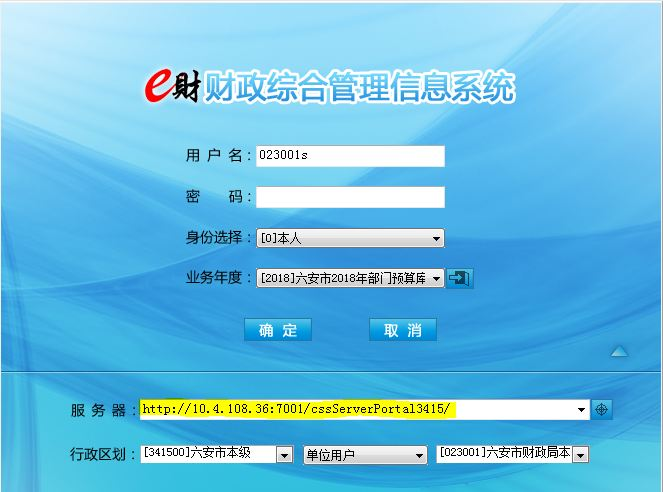 e財 财政综合管理信息系统
用 户 名：023001s
密 码：
身份选择：[0]本人
业务年度：[2018]六安市2018年部门预算库
确 定 取 消
服 务 器：http://10.4.108.36:7001/cssServerPortal3415/
行政区划：[341500]六安市本级 单位用户 [023001]六安市财政局本